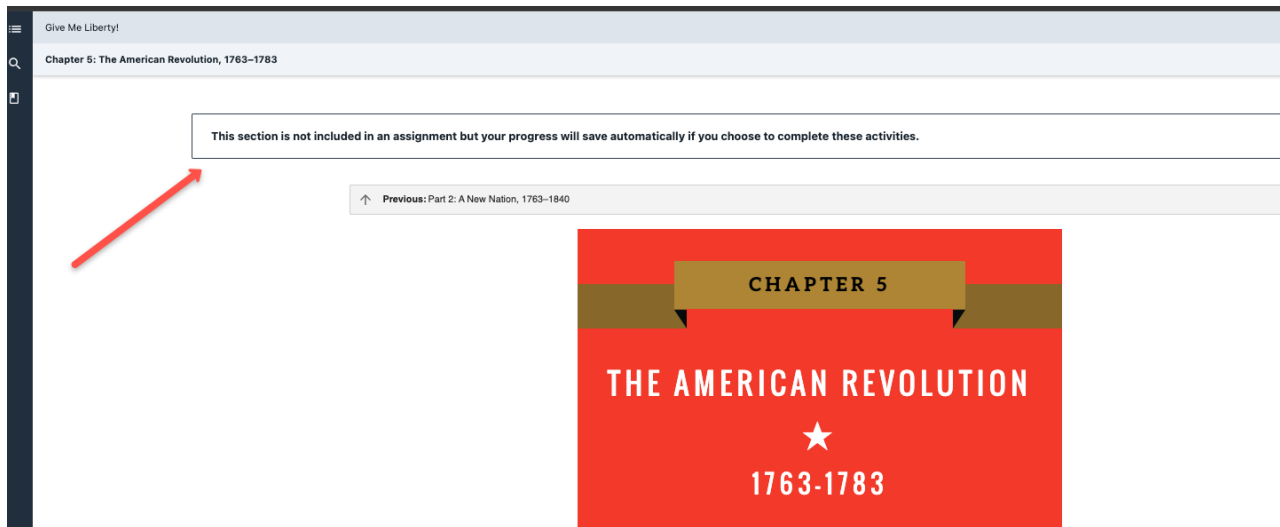 Give Me Liberty!
Chapter 5: The American Revolution, 1763–1783
This section is not included in an assignment but your progress will save automatically if you choose to complete these activities.
Previous: Part 2: A New Nation, 1763–1840
CHAPTER 5
THE AMERICAN REVOLUTION
1763-1783